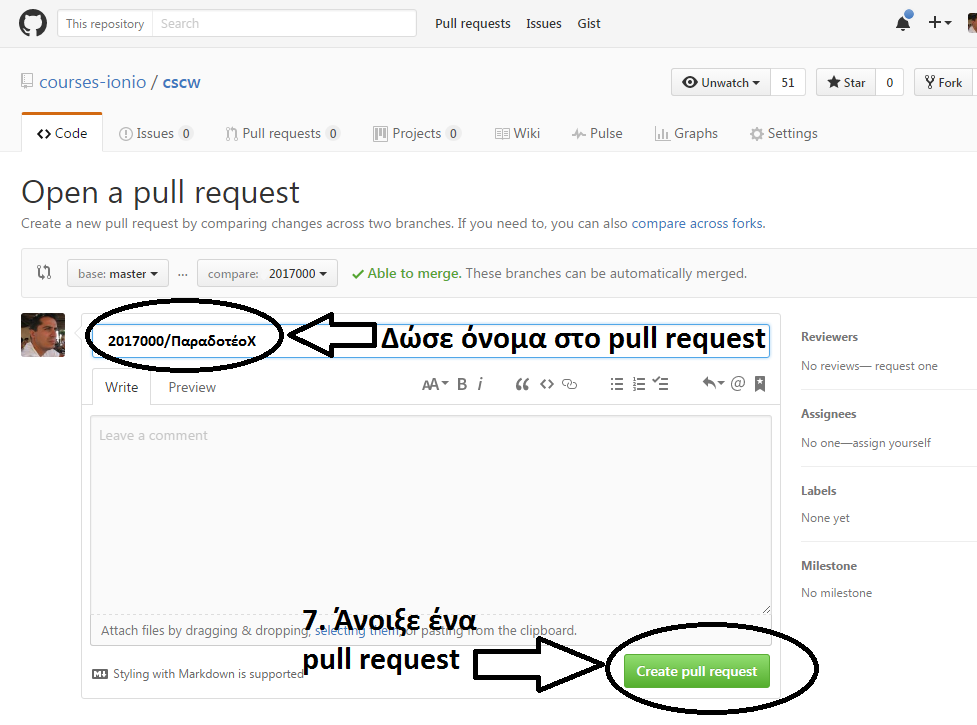 This repository Search Pull requests Issues Gist
courses-ionio / cscw Unwatch 51 Star 0 Fork
Code Issues 0 Pull requests 0 Projects 0 Wiki Pulse Graphs Settings
Open a pull request
Create a new pull request by comparing changes across two branches. If you need to, you can also compare across forks.
base: master ... compare: 2017000 Able to merge. These branches can be automatically merged.
2017000/ΠαραδοτέοΧ
Δώσε όνομα στο pull request
Write Preview AA B i “ <> @
Leave a comment
Attach files by dragging & dropping, selecting them, or pasting from the clipboard.
Styling with Markdown is supported
7. Άνοιξε ένα
pull request
Create pull request
Reviewers
No reviews— request one
Assignees
No one—assign yourself
Labels
None yet
Milestone
No milestone